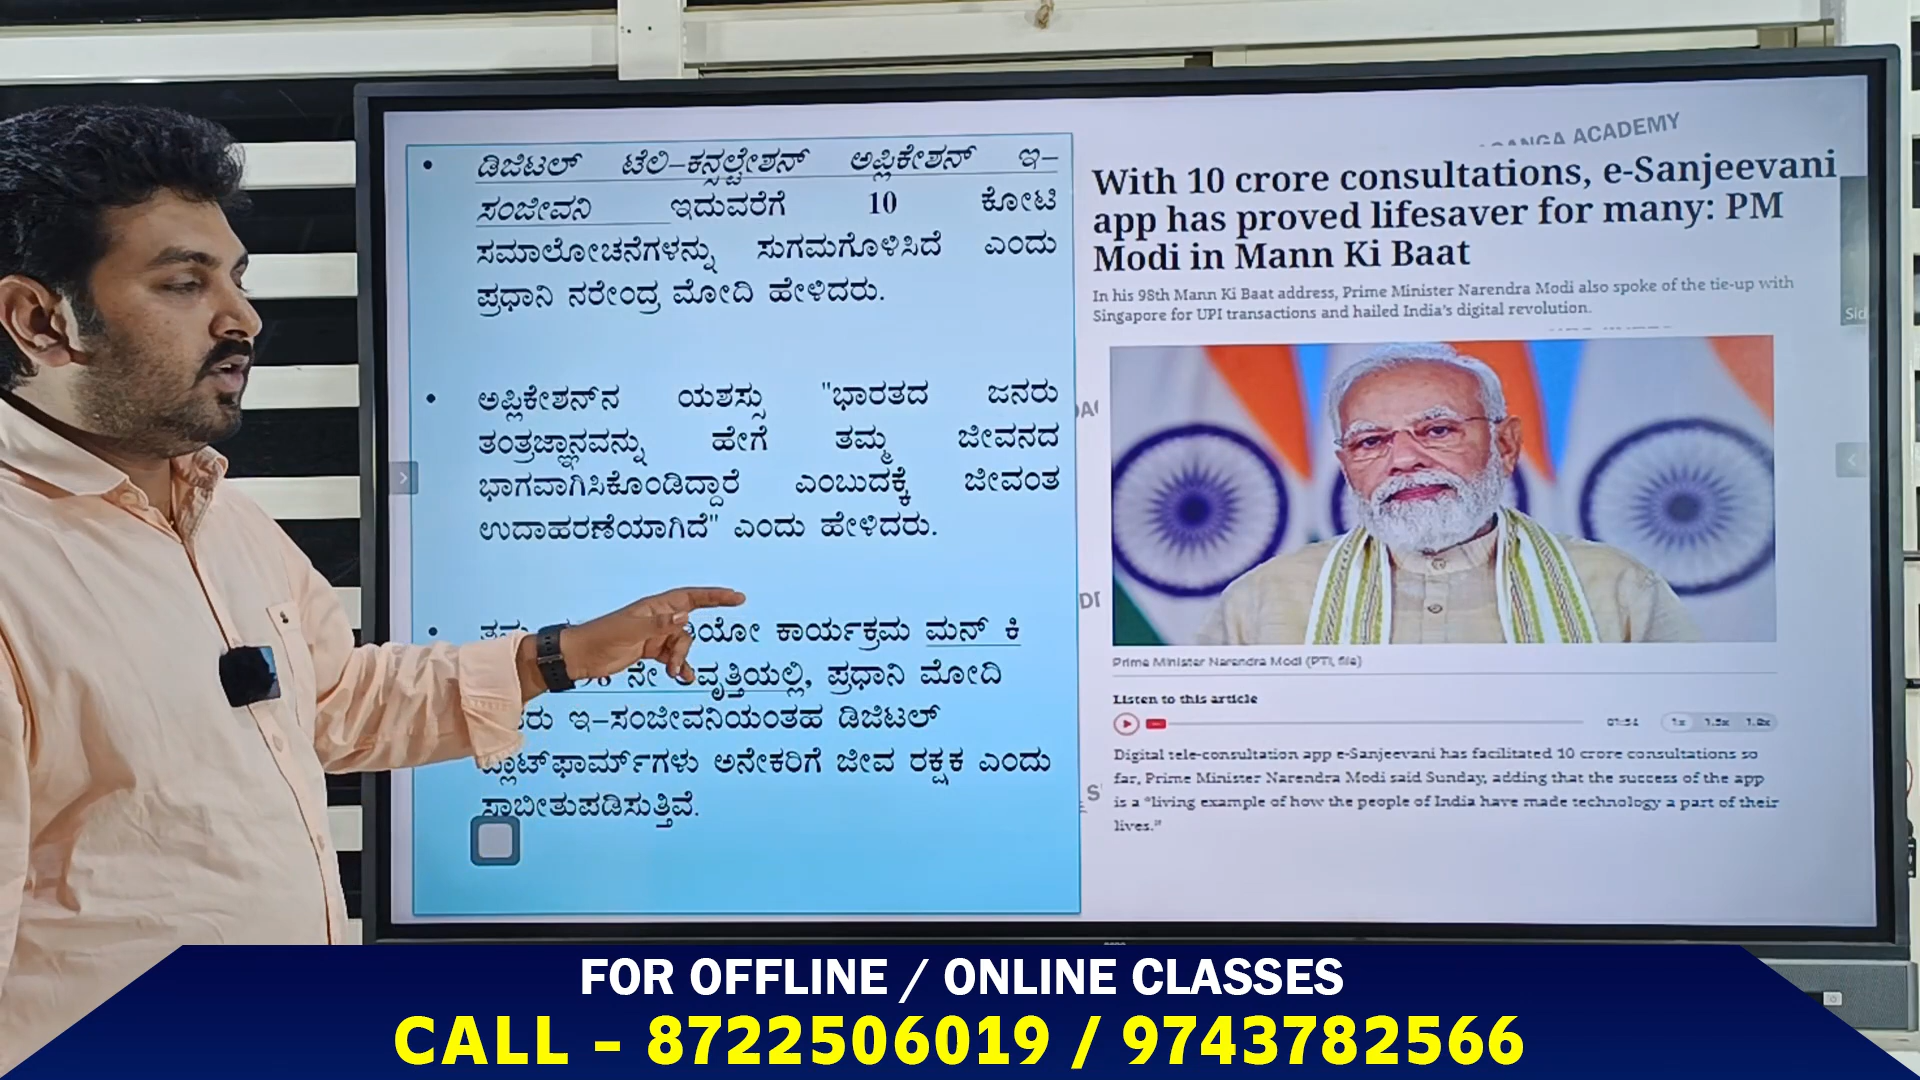 ಡಿಜಿಟಲ್ ಟೆಲಿ-ಕನ್ಸಲ್ಟೇಶನ್ ಅಪ್ಲಿಕೇಶನ್ ಇ-
ಸಂಜೀವನಿ ಇದುವರೆಗೆ 10 ಕೋಟಿ
ಸಮಾಲೋಚನೆಗಳನ್ನು ಸುಗಮಗೊಳಿಸಿದೆ ಎಂದು
ಪ್ರಧಾನಿ ನರೇಂದ್ರ ಮೋದಿ ಹೇಳಿದರು.
ಅಪ್ಲಿಕೇಶನ್‌ನ ಯಶಸ್ಸು "ಭಾರತದ ಜನರು
ತಂತ್ರಜ್ಞಾನವನ್ನು ಹೇಗೆ ತಮ್ಮ ಜೀವನದ
ಭಾಗವಾಗಿಸಿಕೊಂಡಿದ್ದಾರೆ ಎಂಬುದಕ್ಕೆ ಜೀವಂತ
ಉದಾಹರಣೆಯಾಗಿದೆ" ಎಂದು ಹೇಳಿದರು.
ಕಾರ್ಯಕ್ರಮ ಮನ್ ಕಿ
ನೇ ಪ್ರಧಾನಿ ಮೋದಿ
ಇ-ಸಂಜೀವನಿಯಂತಹ ಡಿಜಿಟಲ್
ಪ್ಲಾಟ್‌ಫಾರ್ಮ್‌ಗಳು ಅನೇಕರಿಗೆ ಜೀವ ರಕ್ಷಕ ಎಂದು
ಸಾಬೀತುಪಡಿಸುತ್ತಿವೆ.
ACADEMY
With 10 crore consultations, e-Sanjeevani
app has proved lifesaver for many: PM
Modi in Mann Ki Baat
In his 98th Mann Ki Baat address, Prime Minister Narendra Modi also spoke of the tie-up with
Singapore for UPI transactions and hailed India's digital revolution.
Prime Minister Narendra Modi (PTI, file)
Listen to this article
1x 1.5x 1.8x
Digital tele-consultation app e-Sanjeevani has facilitated 10 crore consultations so
far, Prime Minister Narendra Modi said Sunday, adding that the success of the app
is a "living example of how the people of India have made technology a part of their
lives."
FOR OFFLINE / ONLINE CLASSES
CALL - 8722506019 / 9743782566